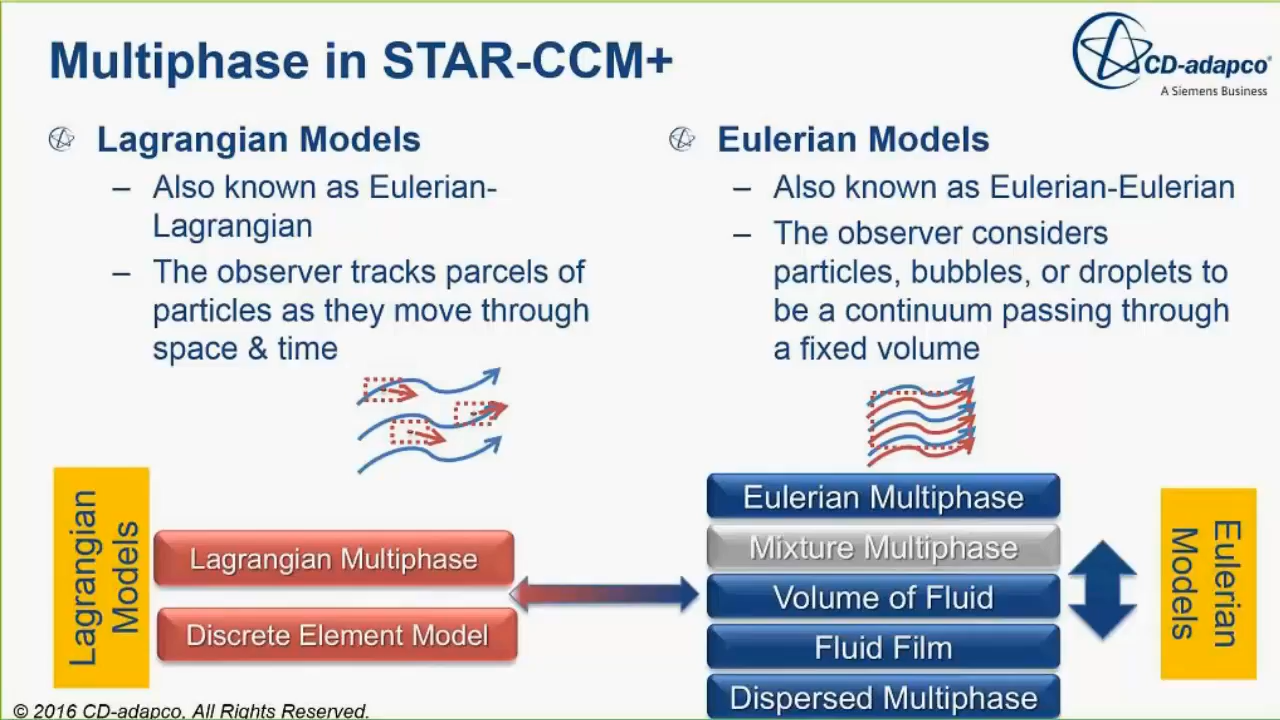 Multiphase in STAR-CCM+
CD-adapco®
A Siemens Business
Lagrangian Models
– Also known as Eulerian-
Lagrangian
– The observer tracks parcels of
particles as they move through
space & time
Eulerian Models
– Also known as Eulerian-Eulerian
– The observer considers
particles, bubbles, or droplets to
be a continuum passing through
a fixed volume
Lagrangian
Models
Lagrangian Multiphase
Discrete Element Model
Eulerian Multiphase
Mixture Multiphase
Volume of Fluid
Fluid Film
Dispersed Multiphase
Eulerian
Models
© 2016 CD-adapco. All Rights Reserved.